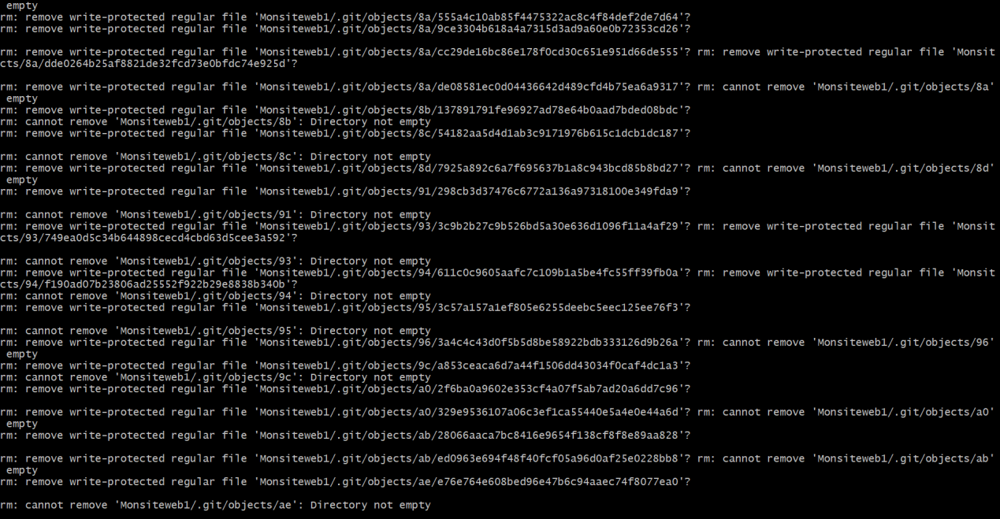 empty
rm: remove write-protected regular file 'Monsiteweb1/.git/objects/8a/555a4c10ab85f4475322ac8c4f84def2de7d64'?
rm: remove write-protected regular file 'Monsiteweb1/.git/objects/8a/9ce3304b618a4a7315d3ad9a60e0b72353cd26'?
rm: remove write-protected regular file 'Monsiteweb1/.git/objects/8a/cc29de16bc86e178f0cd30c651e951d66de555'? rm: remove write-protected regular file 'Monsit
cts/8a/dde0264b25af8821de32fcd73e0bfdc74e925d'?
rm: remove write-protected regular file 'Monsiteweb1/.git/objects/8a/de08581ec0d04436642d489cfd4b75ea6a9317'? rm: cannot remove 'Monsiteweb1/.git/objects/8a'
empty
rm: remove write-protected regular file 'Monsiteweb1/.git/objects/8b/137891791fe96927ad78e64b0aad7bded08bdc'?
rm: cannot remove 'Monsiteweb1/.git/objects/8b': Directory not empty
rm: remove write-protected regular file 'Monsiteweb1/.git/objects/8c/54182aa5d4d1ab3c9171976b615c1dcb1dc187'?
rm: cannot remove 'Monsiteweb1/.git/objects/8c': Directory not empty
rm: remove write-protected regular file 'Monsiteweb1/.git/objects/8d/7925a892c6a7f695637b1a8c943bcd85b8bd27'? rm: cannot remove 'Monsiteweb1/.git/objects/8d'
empty
rm: remove write-protected regular file 'Monsiteweb1/.git/objects/91/298cb3d37476c6772a136a97318100e349fda9'?
rm: cannot remove 'Monsiteweb1/.git/objects/91': Directory not empty
rm: remove write-protected regular file 'Monsiteweb1/.git/objects/93/3c9b2b27c9b526bd5a30e636d1096f11a4af29'? rm: remove write-protected regular file 'Monsit
cts/93/749ea0d5c34b644898cecd4cbd63d5cee3a592'?
rm: cannot remove 'Monsiteweb1/.git/objects/93': Directory not empty
rm: remove write-protected regular file 'Monsiteweb1/.git/objects/94/611c0c9605aafc7c109b1a5be4fc55ff39fb0a'? rm: remove write-protected regular file 'Monsit
cts/94/f190ad07b23806ad25552f922b29e8838b340b'?
rm: cannot remove 'Monsiteweb1/.git/objects/94': Directory not empty
rm: remove write-protected regular file 'Monsiteweb1/.git/objects/95/3c57a157a1ef805e6255deebc5eec125ee76f3'?
rm: cannot remove 'Monsiteweb1/.git/objects/95': Directory not empty
rm: remove write-protected regular file 'Monsiteweb1/.git/objects/96/3a4c4c43d0f5b5d8be58922bdb333126d9b26a'? rm: cannot remove 'Monsiteweb1/.git/objects/96'
empty
rm: remove write-protected regular file 'Monsiteweb1/.git/objects/9c/a853ceaca6d7a44f1506dd43034f0caf4dc1a3'?
rm: cannot remove 'Monsiteweb1/.git/objects/9c': Directory not empty
rm: remove write-protected regular file 'Monsiteweb1/.git/objects/a0/2f6ba0a9602e353cf4a07f5ab7ad20a6dd7c96'?
rm: remove write-protected regular file 'Monsiteweb1/.git/objects/a0/329e9536107a06c3ef1ca55440e5a4e0e44a6d'? rm: cannot remove 'Monsiteweb1/.git/objects/a0'
empty
rm: remove write-protected regular file 'Monsiteweb1/.git/objects/ab/28066aaca7bc8416e9654f138cf8f8e89aa828'?
rm: remove write-protected regular file 'Monsiteweb1/.git/objects/ab/ed0963e694f48f40fcf05a96d0af25e0228bb8'? rm: cannot remove 'Monsiteweb1/.git/objects/ab'
empty
rm: remove write-protected regular file 'Monsiteweb1/.git/objects/ae/e76e764e608bed96e47b6c94aaec74f8077ea0'?
rm: cannot remove 'Monsiteweb1/.git/objects/ae': Directory not empty